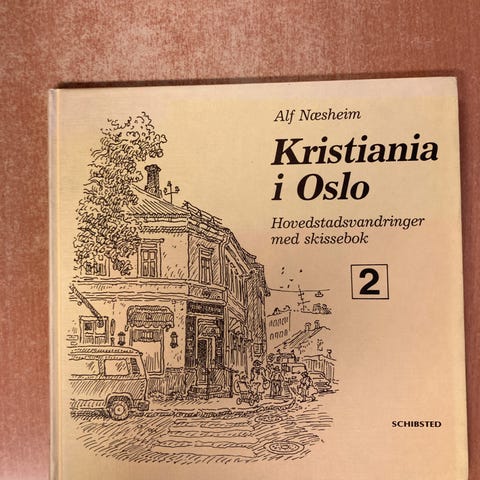 Alf Næsheim
Kristiania
i Oslo
Hovedstadsvandringer
med skissebok
2
SCHIBSTED